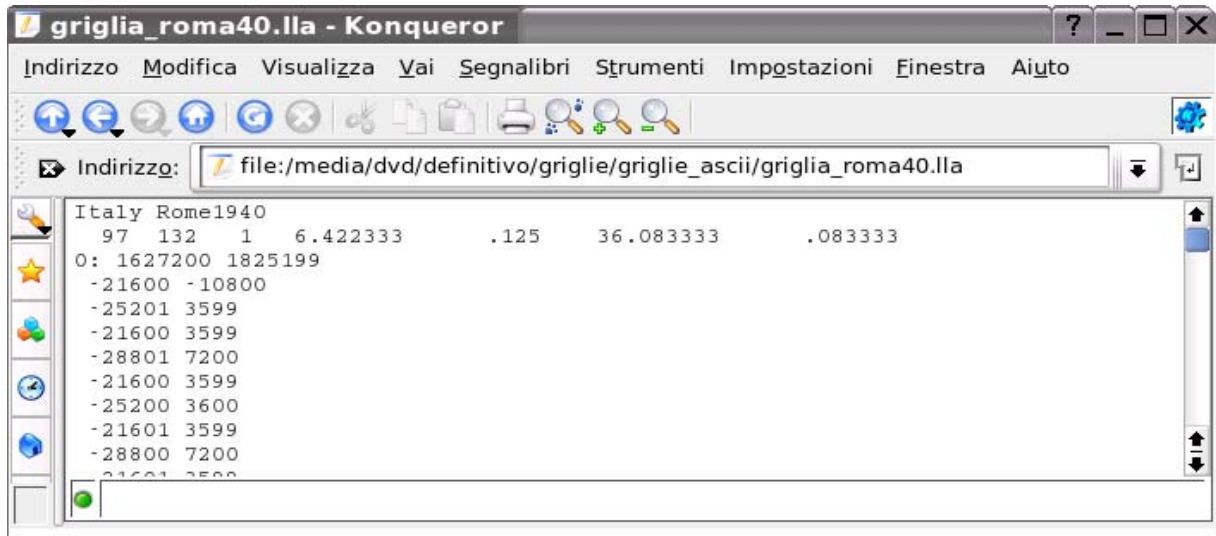 griglia_roma40.lla - Konqueror
Indirizzo Modifica Visualizza Vai Segnalibri Strumenti Impostazioni Finestra Aiuto
Indirizzo: file:/media/dvd/definitivo/griglie/griglie_ascii/griglia_roma40.lla
Italy Rome1940
97 132 1 6.422333 .125 36.083333 .083333
0: 1627200 1825199
-21600 -10800
-25201 3599
-21600 3599
-28801 7200
-21600 3599
-25200 3600
-21601 3599
-28800 7200
-21601 3599